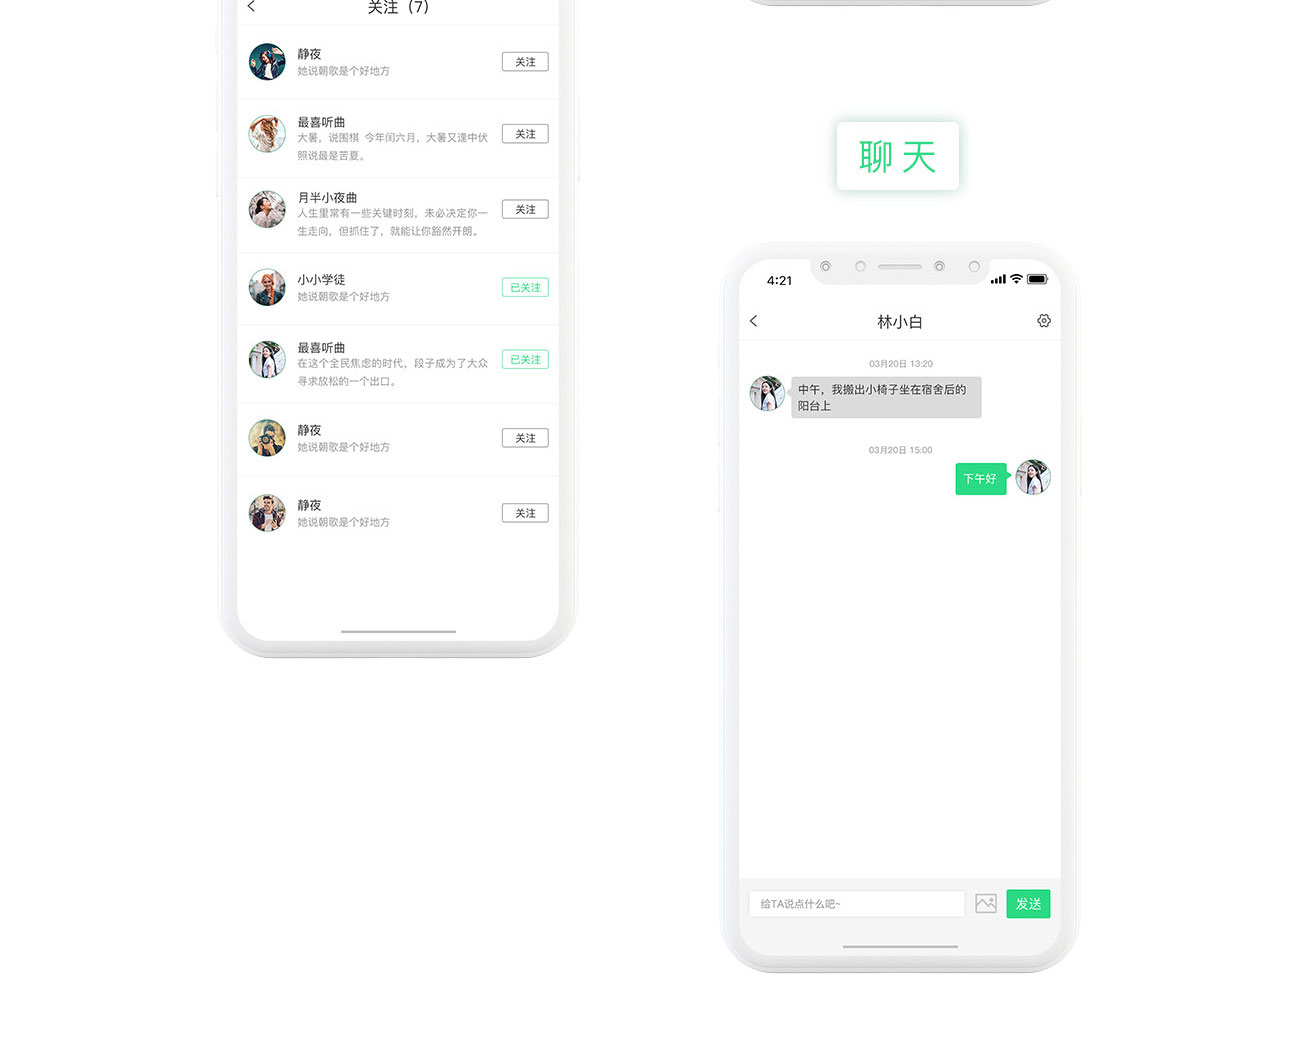 关注（7）
静夜
她说朝歌是个好地方
关注
最喜听曲
大暑，说围棋 今年闰六月，大暑又逢中伏
照说最是苦夏。
关注
月半小夜曲
人生里常有一些关键时刻，未必决定你一
生走向，但抓住了，就能让你豁然开朗。
关注
小小学徒
她说朝歌是个好地方
已关注
最喜听曲
在这个全民焦虑的时代，段子成为了大众
寻求放松的一个出口。
已关注
静夜
她说朝歌是个好地方
关注
静夜
她说朝歌是个好地方
关注
聊天
4:21
林小白
03月20日 13:20
中午，我搬出小椅子坐在宿舍后的
阳台上
03月20日 15:00
下午好
给TA说点什么吧~
发送